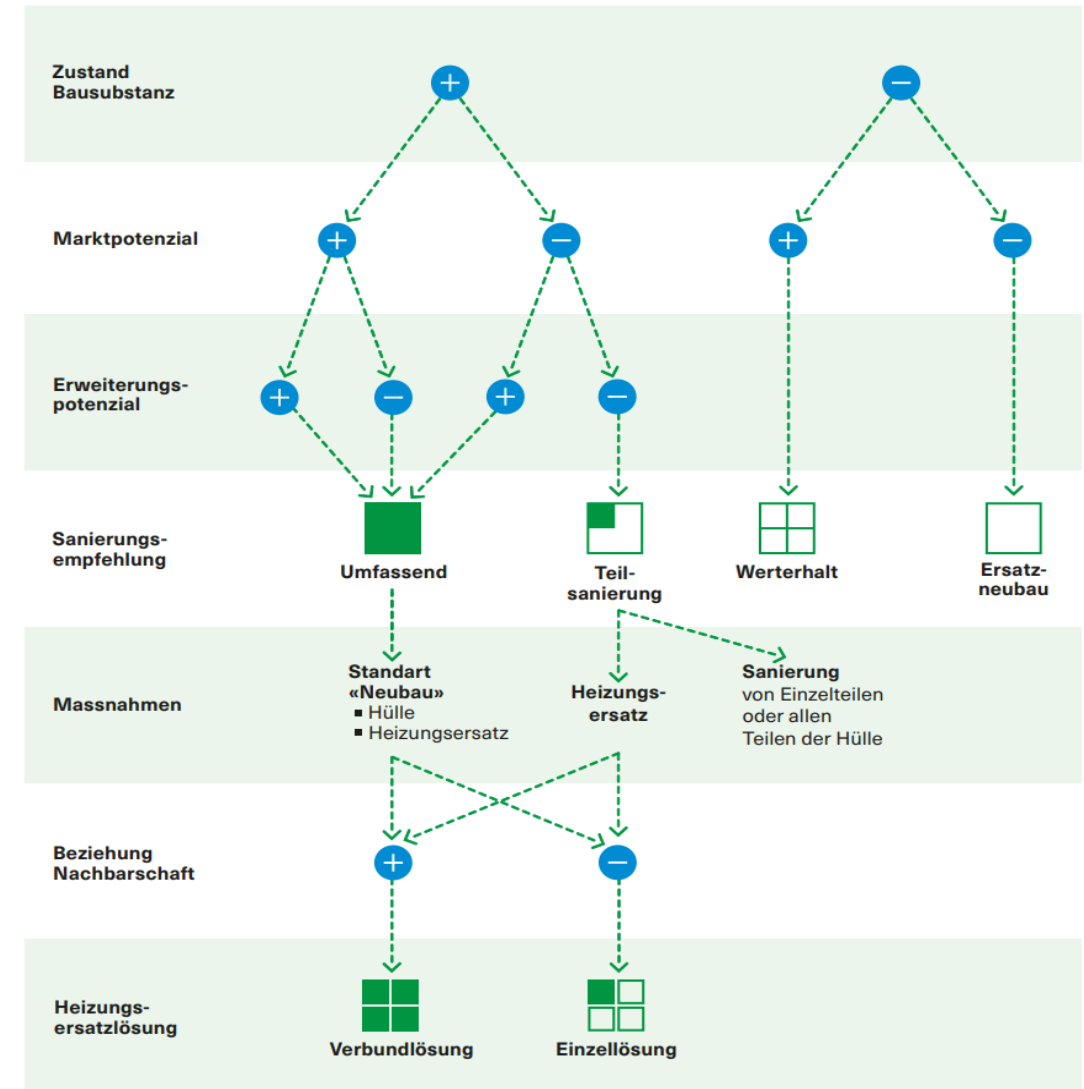 Zustand
Bausubstanz
+
−
Marktpotenzial
+
−
+
−
Erweiterungs-
potenzial
+
−
+
−
Sanierungs-
empfehlung
Umfassend
Teil-
sanierung
Werterhalt
Ersatz-
neubau
Massnahmen
Standart
«Neubau»
▪ Hülle
▪ Heizungsersatz
Heizungs-
ersatz
Sanierung
von Einzelteilen
oder allen
Teilen der Hülle
Beziehung
Nachbarschaft
+
−
Heizungs-
ersatzlösung
Verbundlösung
Einzellösung